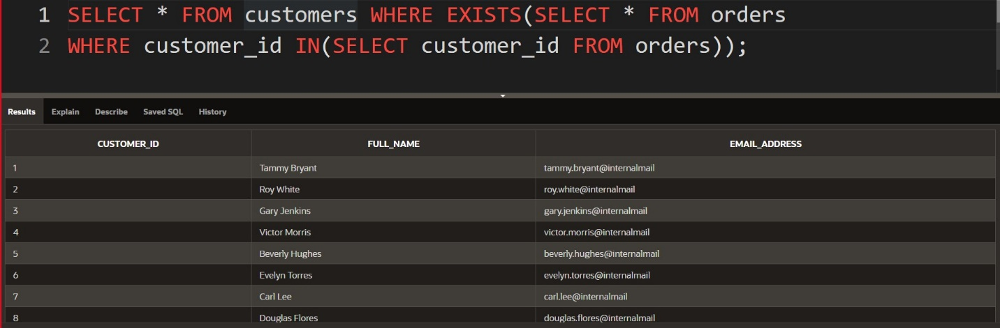 1 SELECT * FROM customers WHERE EXISTS(SELECT * FROM orders
2 WHERE customer_id IN(SELECT customer_id FROM orders));
Results Explain Describe Saved SQL History
CUSTOMER_ID FULL_NAME EMAIL_ADDRESS
1 Tammy Bryant tammy.bryant@internalmail
2 Roy White roy.white@internalmail
3 Gary Jenkins gary.jenkins@internalmail
4 Victor Morris victor.morris@internalmail
5 Beverly Hughes beverly.hughes@internalmail
6 Evelyn Torres evelyn.torres@internalmail
7 Carl Lee carl.lee@internalmail
8 Douglas Flores douglas.flores@internalmail